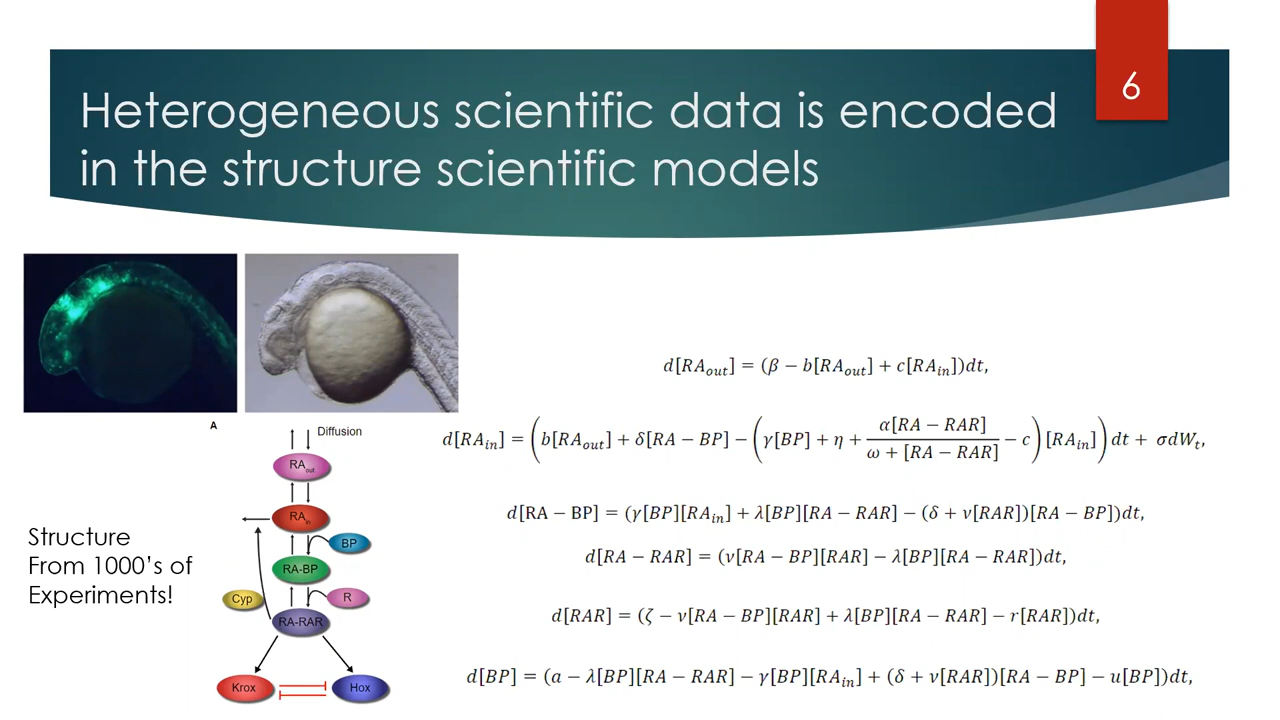 6
Heterogeneous scientific data is encoded
in the structure scientific models
A
Structure
From 1000’s of
Experiments!
Diffusion
RA_out
RA_in
BP
RA-BP
Cyp
R
RA-RAR
Krox
Hox
d[RA_out] = (β − b[RA_out] + c[RA_in])dt,
d[RA_in] = (b[RA_out] + δ[RA − BP] − (γ[BP] + η + α[RA − RAR] / ω + [RA − RAR] − c) [RA_in]) dt + σdW_t,
d[RA − BP] = (γ[BP][RA_in] + λ[BP][RA − RAR] − (δ + ν[RAR])[RA − BP])dt,
d[RA − RAR] = (ν[RA − BP][RAR] − λ[BP][RA − RAR])dt,
d[RAR] = (ζ − ν[RA − BP][RAR] + λ[BP][RA − RAR] − r[RAR])dt,
d[BP] = (a − λ[BP][RA − RAR] − γ[BP][RA_in] + (δ + ν[RAR])[RA − BP] − u[BP])dt,